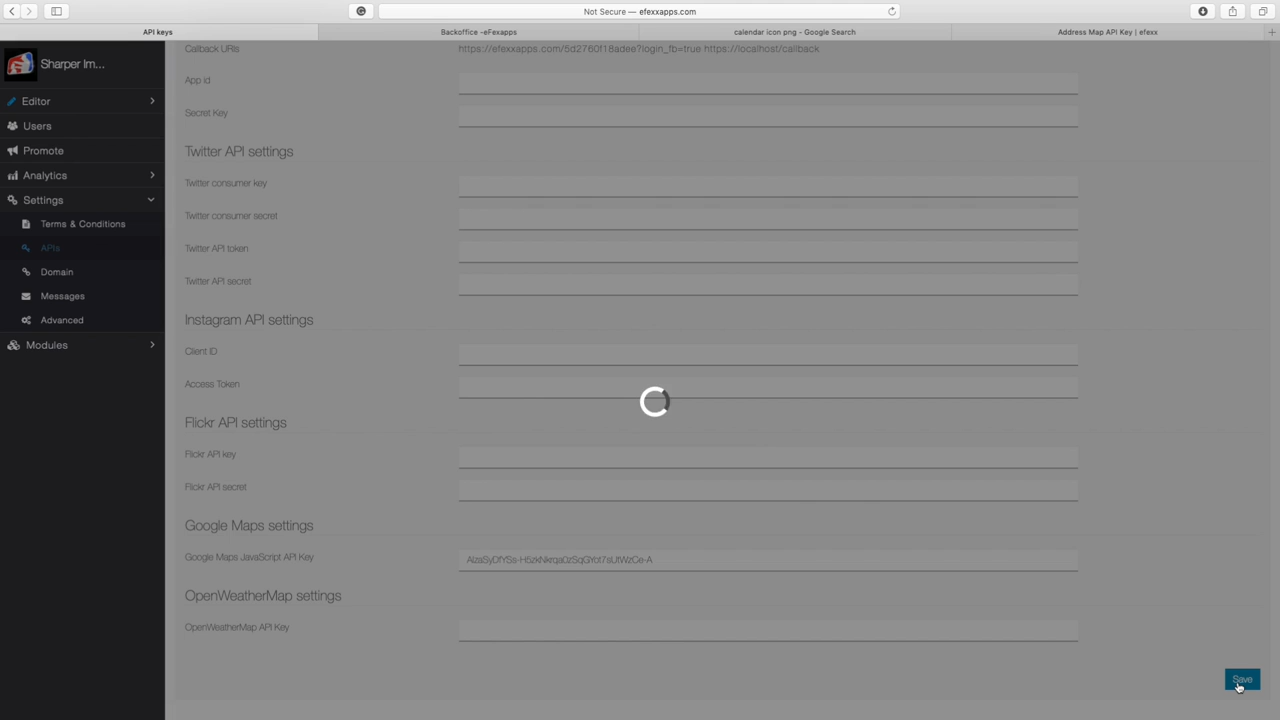 Not Secure — efexxapps.com
API keys
Backoffice -eFexapps
calendar icon png - Google Search
Address Map API Key | efexx
Sharper Im...
Editor
Users
Promote
Analytics
Settings
Terms & Conditions
APIs
Domain
Messages
Advanced
Modules
Callback URIs
https://efexxapps.com/5d2760f18adee?login_fb=true https://localhost/callback
App id
Secret Key
Twitter API settings
Twitter consumer key
Twitter consumer secret
Twitter API token
Twitter API secret
Instagram API settings
Client ID
Access Token
Flickr API settings
Flickr API key
Flickr API secret
Google Maps settings
Google Maps JavaScript API Key
OpenWeatherMap settings
OpenWeatherMap API Key
Save